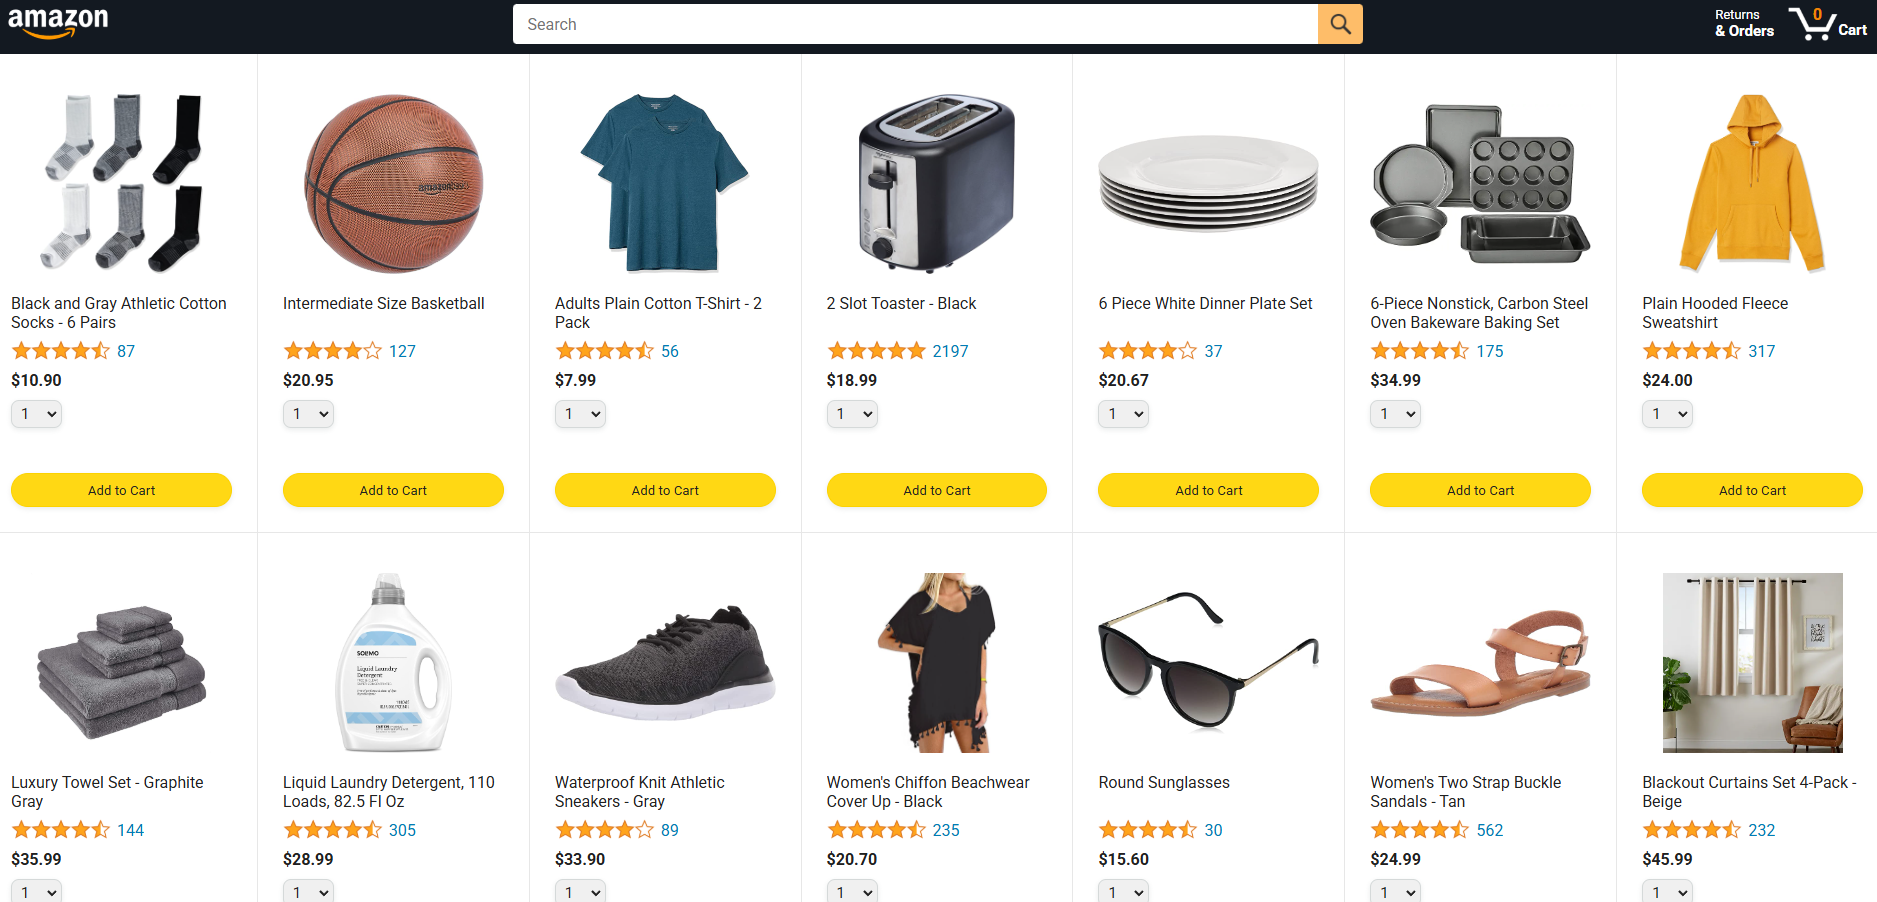 amazon
Search
Returns
& Orders
0
Cart
amazon
Black and Gray Athletic Cotton
Socks - 6 Pairs
87
$10.90
1
Add to Cart
Intermediate Size Basketball
127
$20.95
1
Add to Cart
Adults Plain Cotton T-Shirt - 2
Pack
56
$7.99
1
Add to Cart
2 Slot Toaster - Black
2197
$18.99
1
Add to Cart
6 Piece White Dinner Plate Set
37
$20.67
1
Add to Cart
6-Piece Nonstick, Carbon Steel
Oven Bakeware Baking Set
175
$34.99
1
Add to Cart
Plain Hooded Fleece
Sweatshirt
317
$24.00
1
Add to Cart
Luxury Towel Set - Graphite
Gray
144
$35.99
1
SOLIMO
Liquid Laundry
Detergent
Liquid Laundry Detergent, 110
Loads, 82.5 Fl Oz
305
$28.99
1
Waterproof Knit Athletic
Sneakers - Gray
89
$33.90
1
Women's Chiffon Beachwear
Cover Up - Black
235
$20.70
1
Round Sunglasses
30
$15.60
1
Women's Two Strap Buckle
Sandals - Tan
562
$24.99
1
Blackout Curtains Set 4-Pack -
Beige
232
$45.99
1